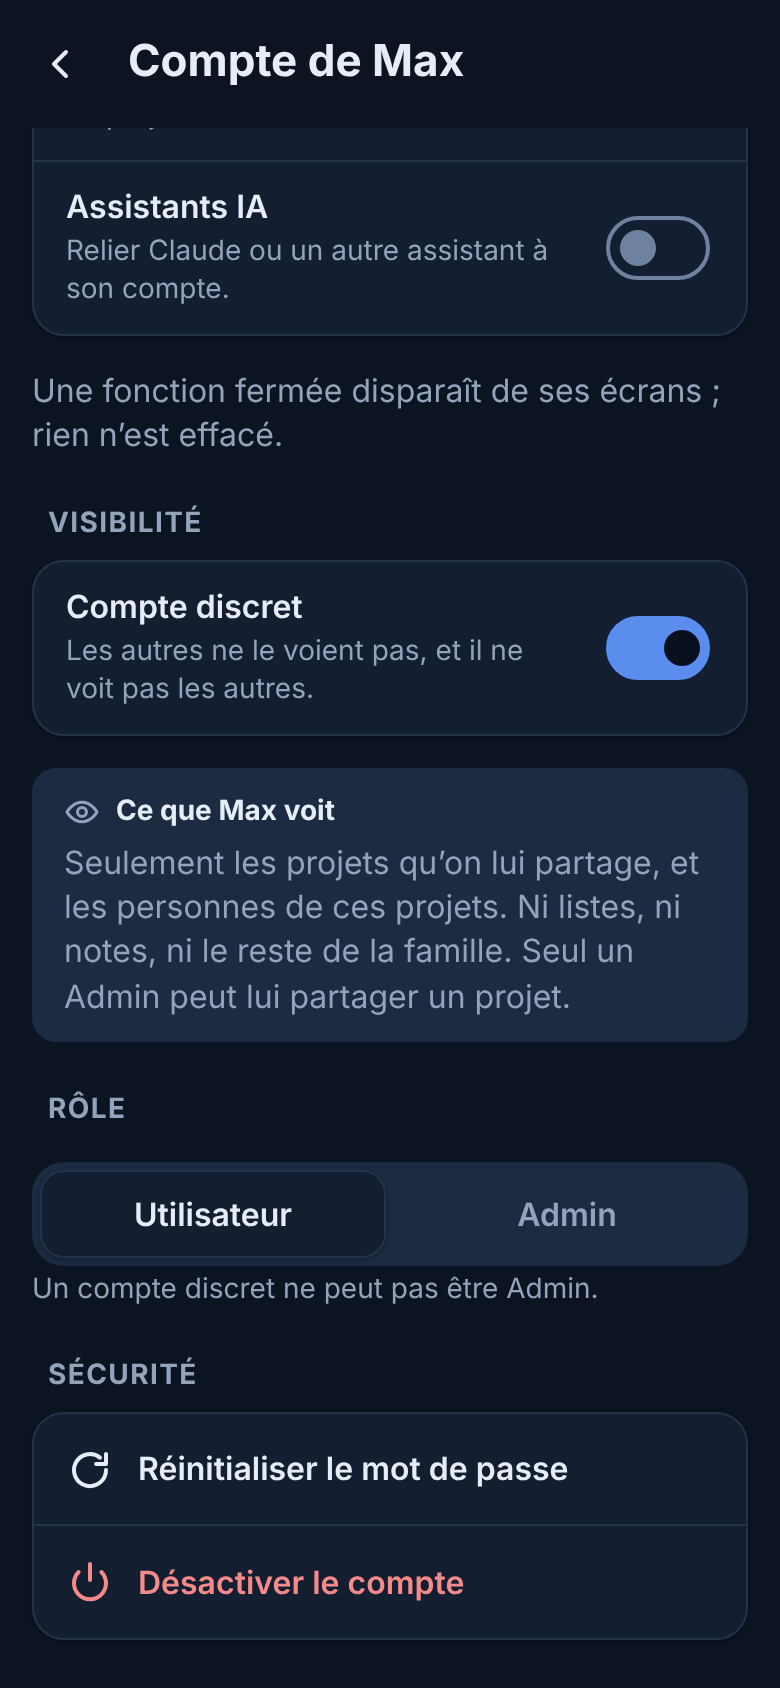 Compte de Max
Assistants IA
Relier Claude ou un autre assistant à
son compte.
Une fonction fermée disparaît de ses écrans ;
rien n’est effacé.
VISIBILITÉ
Compte discret
Les autres ne le voient pas, et il ne
voit pas les autres.
Ce que Max voit
Seulement les projets qu’on lui partage, et
les personnes de ces projets. Ni listes, ni
notes, ni le reste de la famille. Seul un
Admin peut lui partager un projet.
RÔLE
Utilisateur
Admin
Un compte discret ne peut pas être Admin.
SÉCURITÉ
Réinitialiser le mot de passe
Désactiver le compte